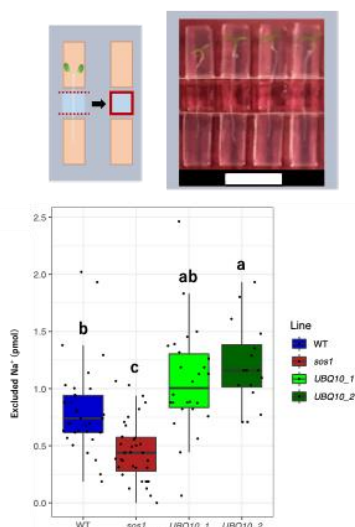 2.5
2.0
1.5
1.0
0.5
0.0
Excluded Na⁺ (pmol)
b
c
ab
a
Line
WT
sos1
UBQ10_1
UBQ10_2
WT
sos1
UBQ10_1
UBQ10_2